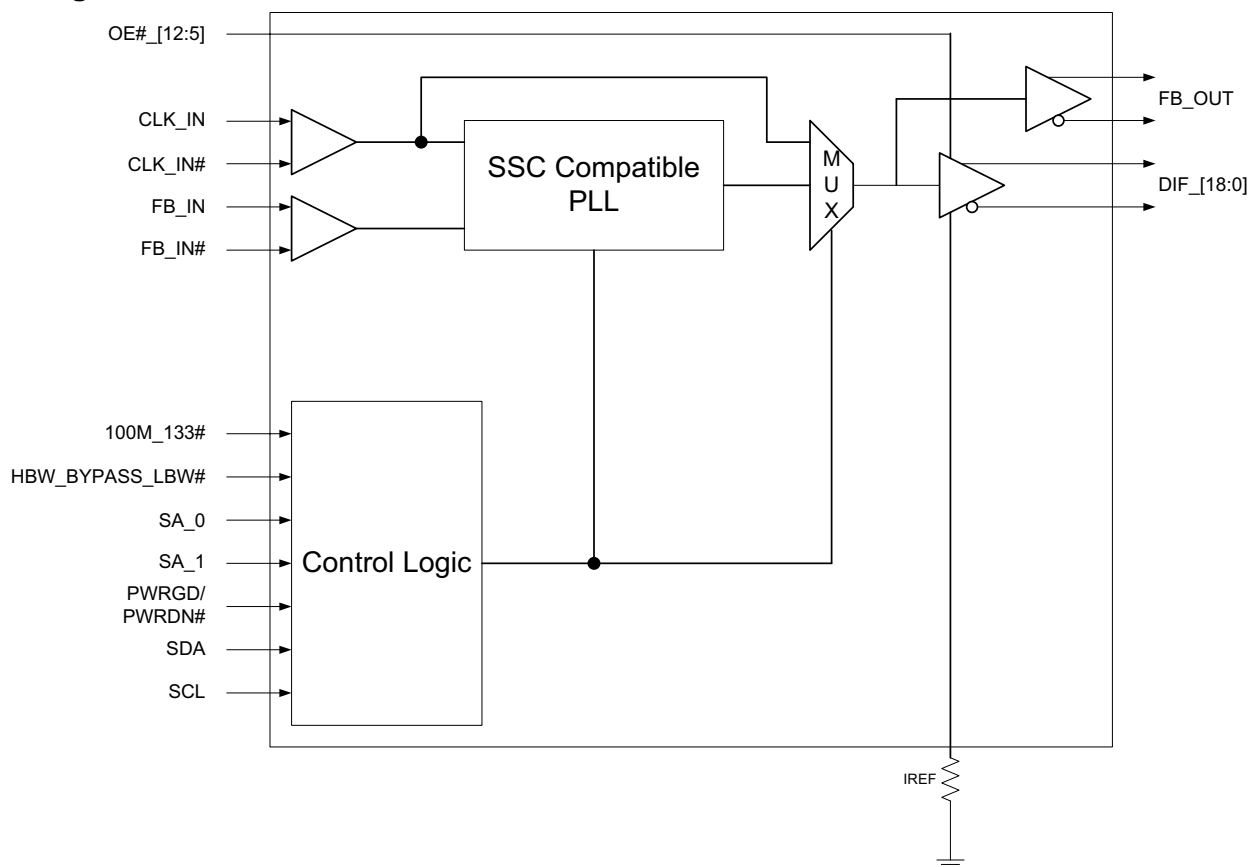 OE#_[12:5]
CLK_IN
CLK_IN#
FB_IN
FB_IN#
SSC Compatible
PLL
M
U
X
FB_OUT
DIF_[18:0]
100M_133#
HBW_BYPASS_LBW#
SA_0
SA_1
PWRGD/
PWRDN#
SDA
SCL
Control Logic
IREF